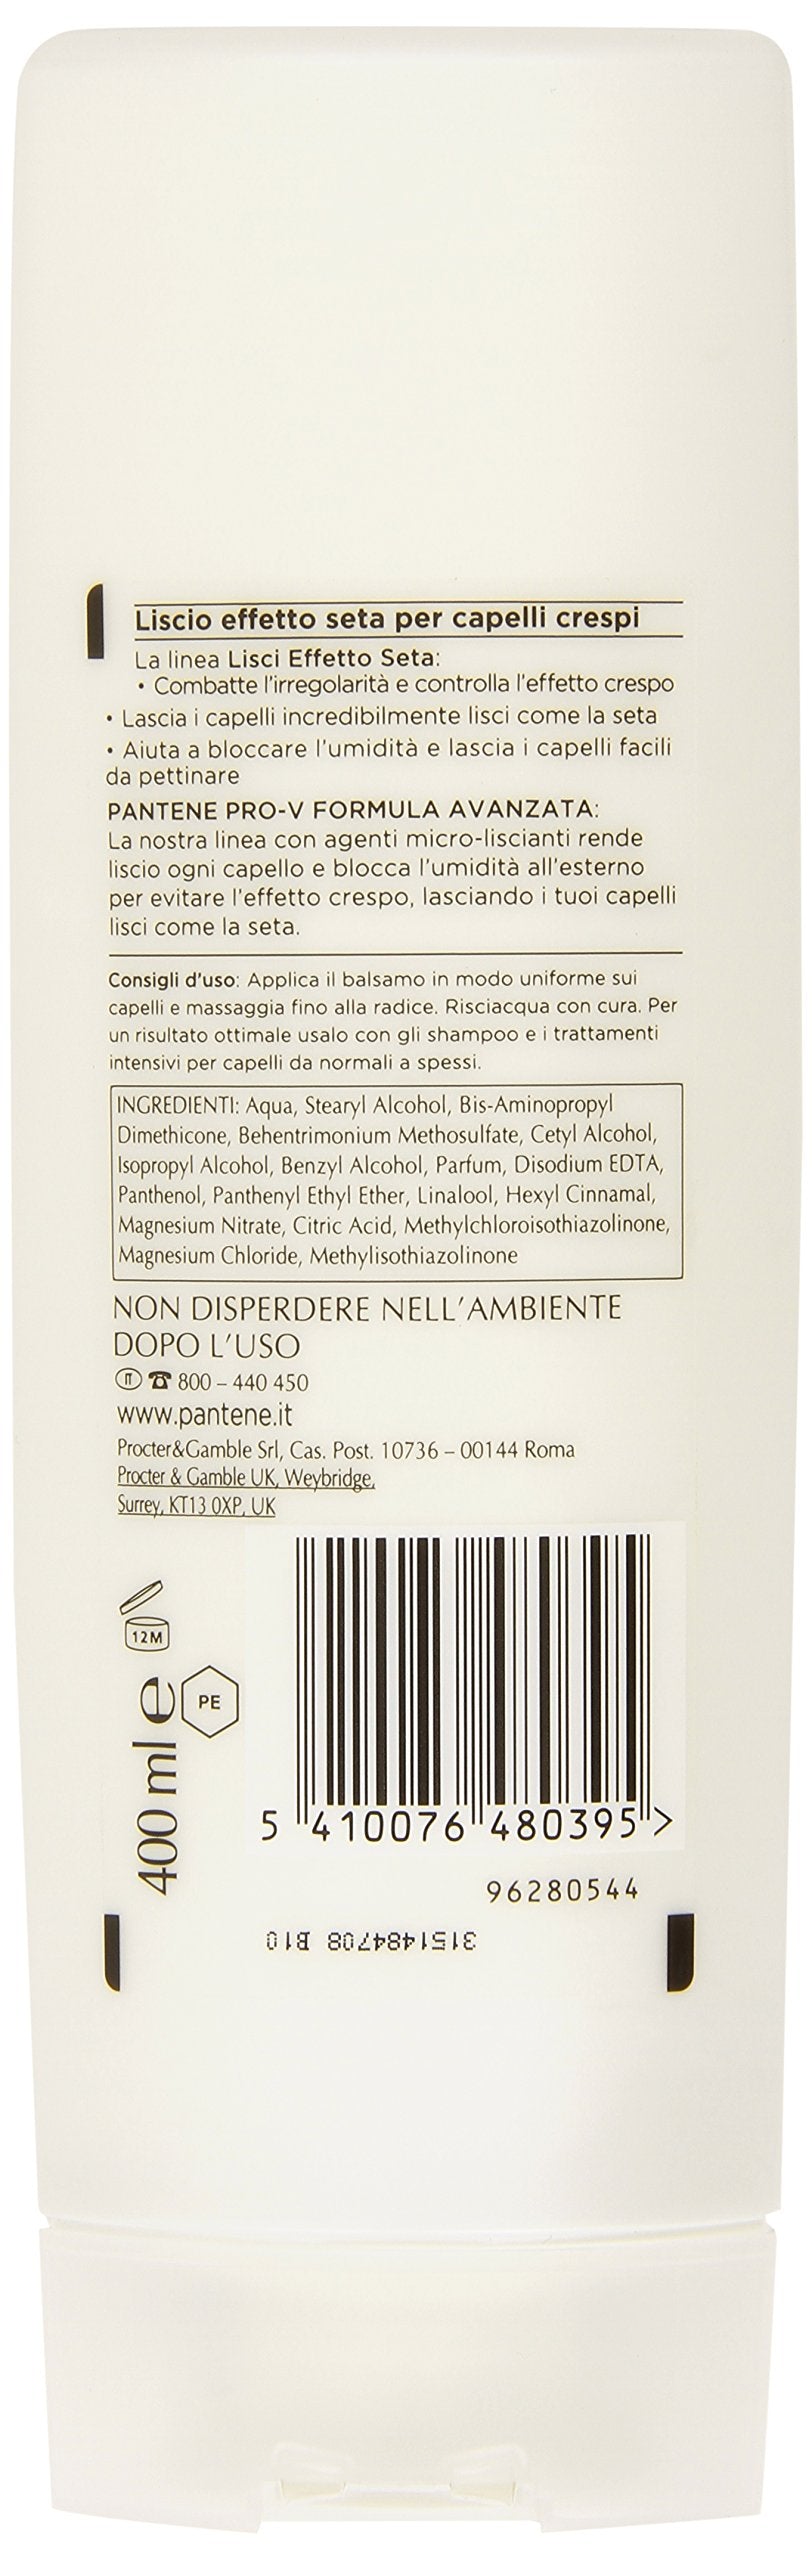 Liscio effetto seta per capelli crespi
La linea Lisci Effetto Seta:
• Combatte l'irregolarità e controlla l'effetto crespo
• Lascia i capelli incredibilmente lisci come la seta
• Aiuta a bloccare l'umidità e lascia i capelli facili
da pettinare
PANTENE PRO-V FORMULA AVANZATA:
La nostra linea con agenti micro-liscianti rende
liscio ogni capello e blocca l'umidità all'esterno
per evitare l'effetto crespo, lasciando i tuoi capelli
lisci come la seta.
Consigli d'uso: Applica il balsamo in modo uniforme sui
capelli e massaggia fino alla radice. Risciacqua con cura. Per
un risultato ottimale usalo con gli shampoo e i trattamenti
intensivi per capelli da normali a spessi.
INGREDIENTI: Aqua, Stearyl Alcohol, Bis-Aminopropyl
Dimethicone, Behentrimonium Methosulfate, Cetyl Alcohol,
Isopropyl Alcohol, Benzyl Alcohol, Parfum, Disodium EDTA,
Panthenol, Panthenyl Ethyl Ether, Linalool, Hexyl Cinnamal,
Magnesium Nitrate, Citric Acid, Methylchloroisothiazolinone,
Magnesium Chloride, Methylisothiazolinone
NON DISPERDERE NELL'AMBIENTE
DOPO L'USO
IT ☎ 800 – 440 450
www.pantene.it
Procter&Gamble Srl, Cas. Post. 10736 – 00144 Roma
Procter & Gamble UK, Weybridge,
Surrey, KT13 0XP, UK
12M
PE
400 ml e
5 410076 480395 >
96280544
3151484708 B10